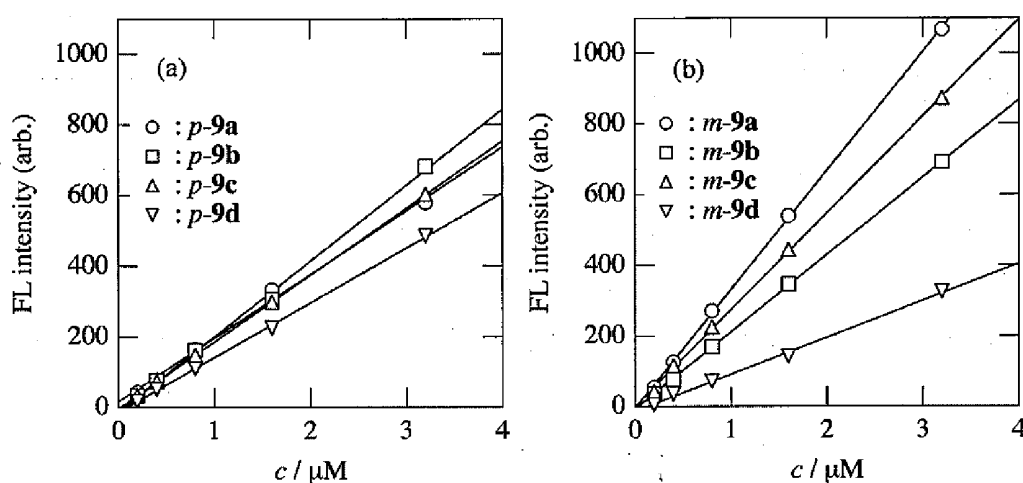 (a)
○ : p-9a
□ : p-9b
△ : p-9c
▽ : p-9d
FL intensity (arb.)
1000
800
600
400
200
0
0 1 2 3 4
c / μM
(b)
○ : m-9a
□ : m-9b
△ : m-9c
▽ : m-9d
FL intensity (arb.)
1000
800
600
400
200
0
0 1 2 3 4
c / μM